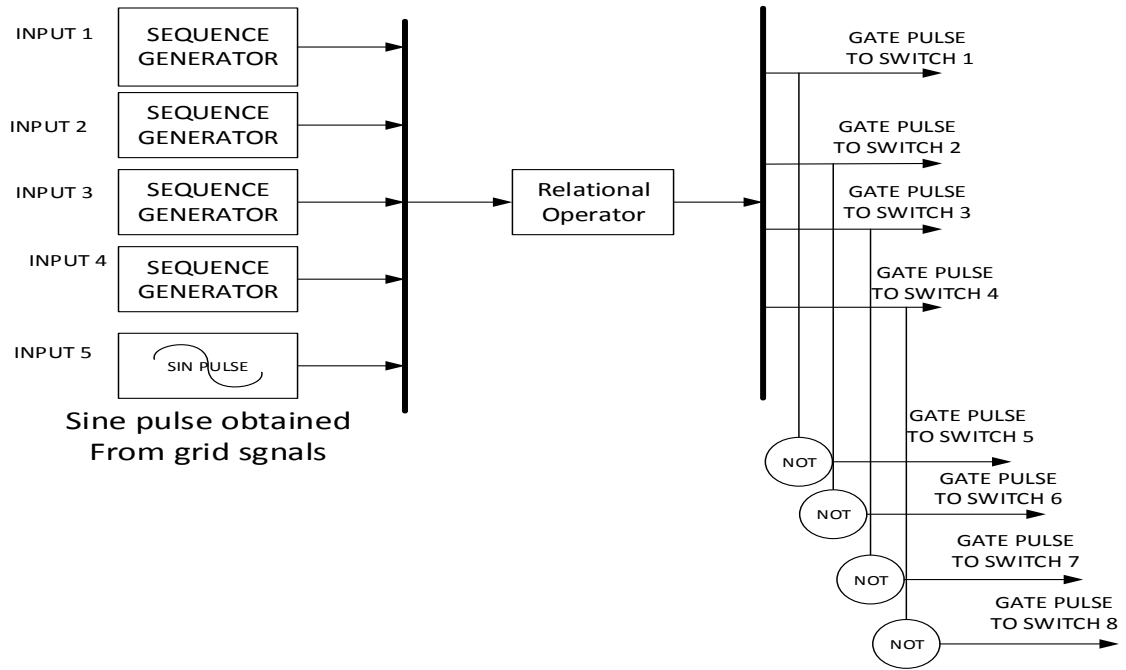 INPUT 1
SEQUENCE
GENERATOR
INPUT 2
SEQUENCE
GENERATOR
INPUT 3
SEQUENCE
GENERATOR
INPUT 4
SEQUENCE
GENERATOR
INPUT 5
SIN PULSE
Sine pulse obtained
From grid sgnals
Relational
Operator
GATE PULSE
TO SWITCH 1
GATE PULSE
TO SWITCH 2
GATE PULSE
TO SWITCH 3
GATE PULSE
TO SWITCH 4
GATE PULSE
TO SWITCH 5
NOT
GATE PULSE
TO SWITCH 6
NOT
GATE PULSE
TO SWITCH 7
NOT
GATE PULSE
TO SWITCH 8
NOT